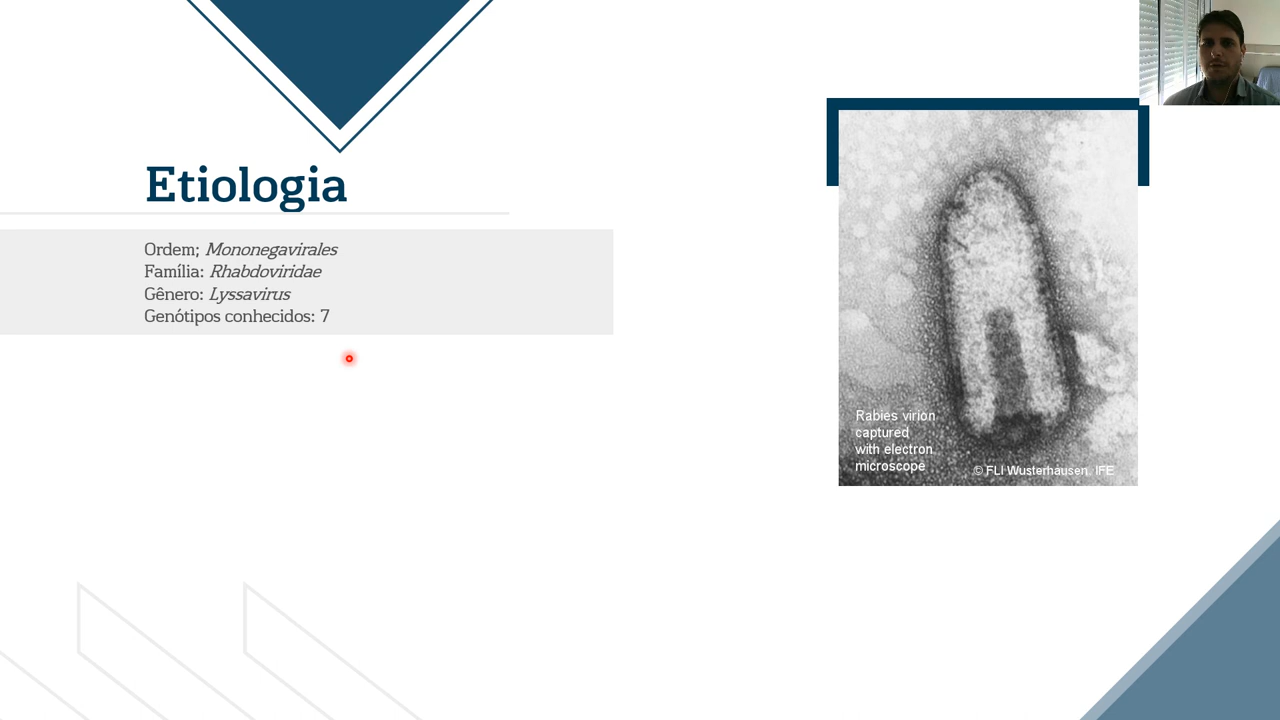 Etiologia
Ordem; Mononegavirales
Família: Rhabdoviridae
Gênero: Lyssavirus
Genótipos conhecidos: 7
Rabies virion
captured
with electron
microscope
© FLI Wusterhausen. IFE